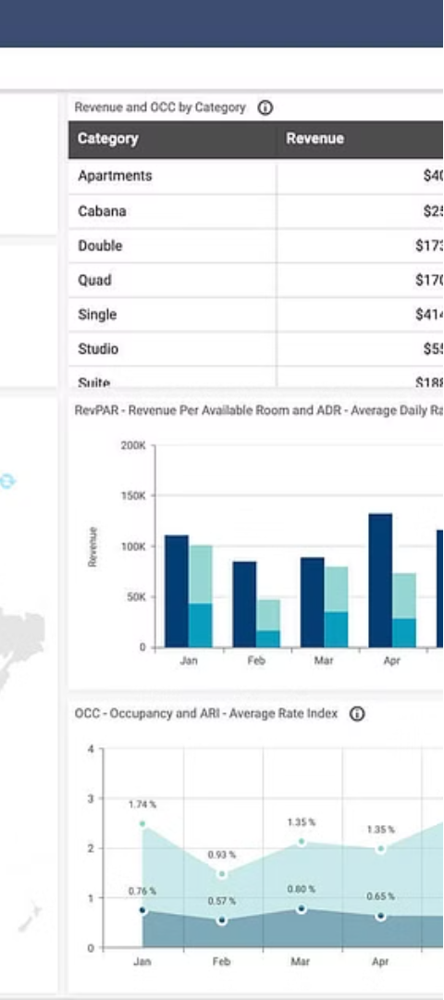 Revenue and OCC by Category
Category Revenue
Apartments $40
Cabana $25
Double $173
Quad $170
Single $414
Studio $55
Suite $188
RevPAR - Revenue Per Available Room and ADR - Average Daily Ra
200K
150K
100K
50K
0
Revenue
Jan Feb Mar Apr
OCC - Occupancy and ARI - Average Rate Index
4
3
2
1
0
1.74 % 0.93 % 1.35 % 1.35 %
0.76 % 0.57 % 0.80 % 0.65 %
Jan Feb Mar Apr